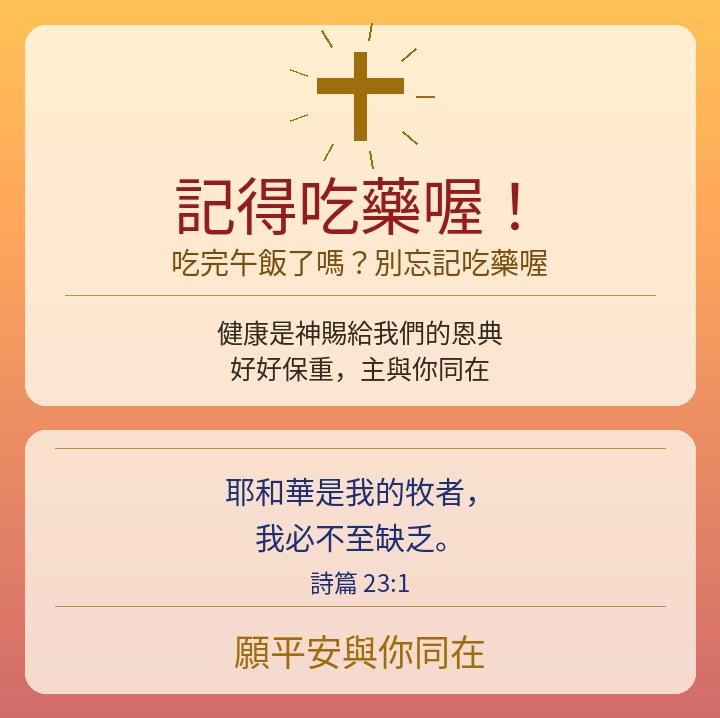 記得吃藥喔！
吃完午飯了嗎？別忘記吃藥喔
健康是神賜給我們的恩典
好好保重，主與你同在
耶和華是我的牧者，
我必不至缺乏。
詩篇 23:1
願平安與你同在